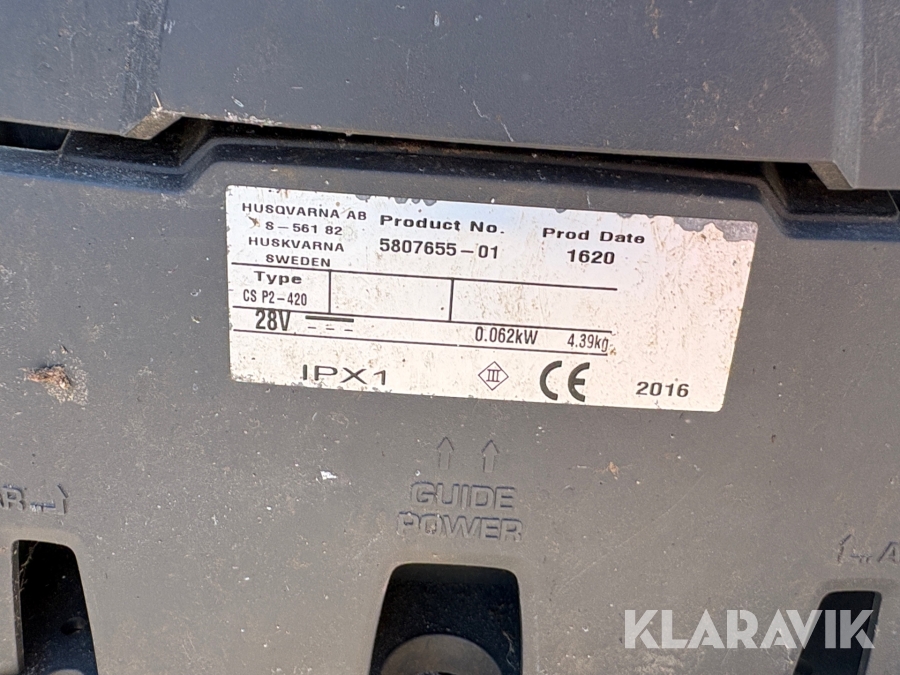 HUSQVARNA AB
S-561 82
HUSKVARNA
SWEDEN
Product No.
5807655-01
Prod Date
1620
Type
CS P2-420
28V
0.062kW 4.39kg
IPX1
III
CE
2016
GUIDE
POWER
KLARAVIK